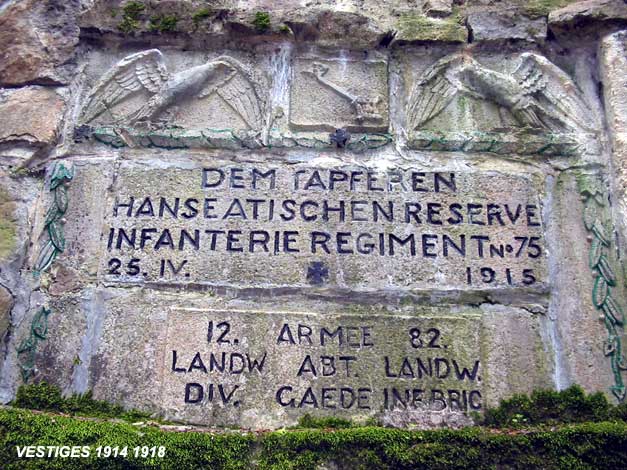 DEM TAPFEREN
HANSEATISCHEN RESERVE
INFANTERIE REGIMENT No 75
25. IV. 1915
12. ARMEE 82.
LANDW ABT. LANDW.
DIV. GAEDE INF BRIG
VESTIGES 1914 1918